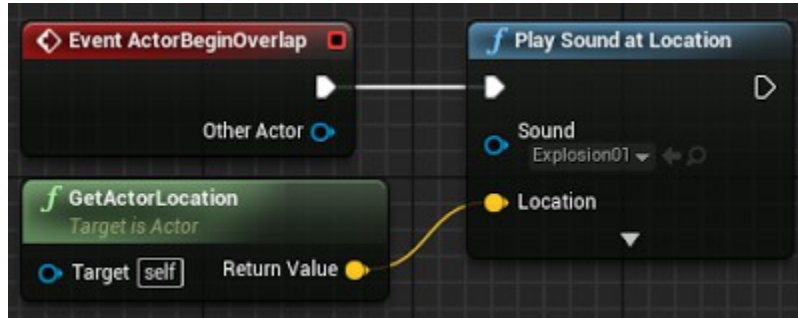 Event ActorBeginOverlap
Other Actor
f GetActorLocation
Target is Actor
Target self
Return Value
f Play Sound at Location
Sound
Explosion01
Location